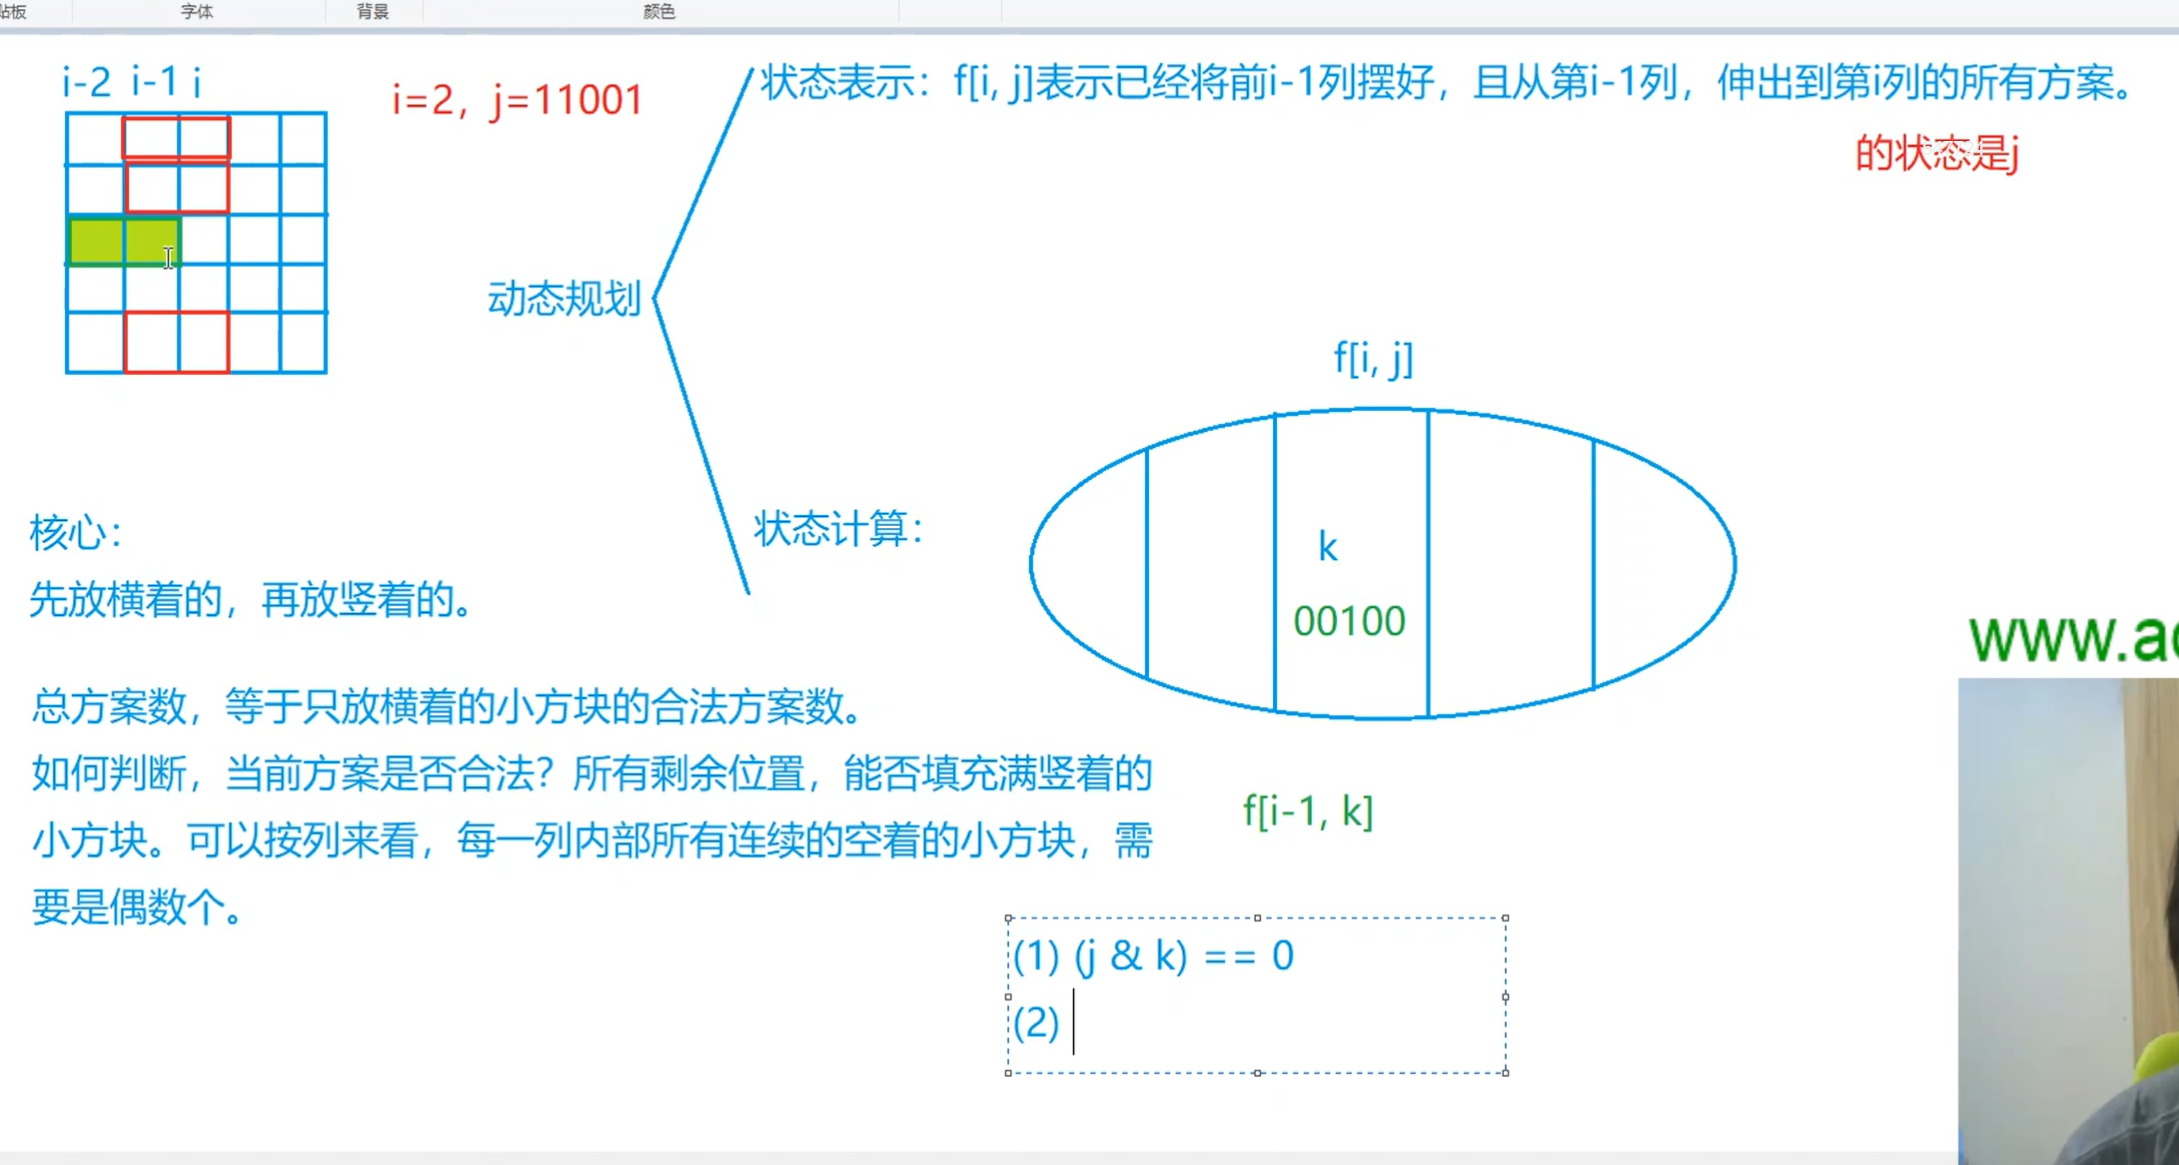 字体
背景
颜色
i-2 i-1 i
i=2，j=11001
状态表示：f[i, j]表示已经将前i-1列摆好，且从第i-1列，伸出到第i列的所有方案。
的状态是j
动态规划
f[i, j]
状态计算：
k
00100
核心：
先放横着的，再放竖着的。
总方案数，等于只放横着的小方块的合法方案数。
如何判断，当前方案是否合法？所有剩余位置，能否填充满竖着的
小方块。可以按列来看，每一列内部所有连续的空着的小方块，需
要是偶数个。
f[i-1, k]
(1) (j & k) == 0
(2)